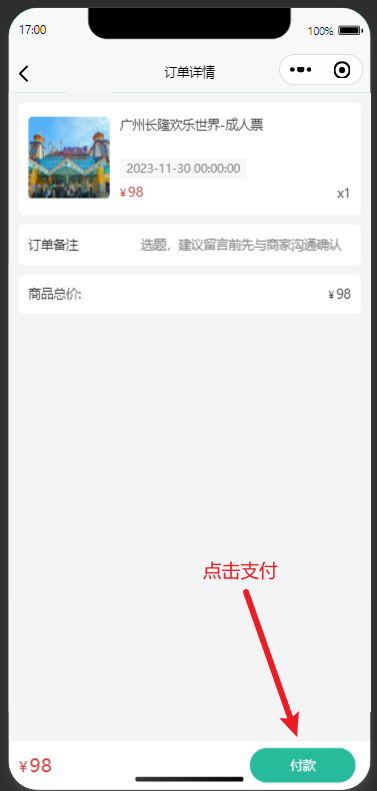 17:00
100%
订单详情
广州长隆欢乐世界-成人票
2023-11-30 00:00:00
¥98
x1
订单备注
选题，建议留言前先与商家沟通确认
商品总价:
¥98
点击支付
¥98
付款